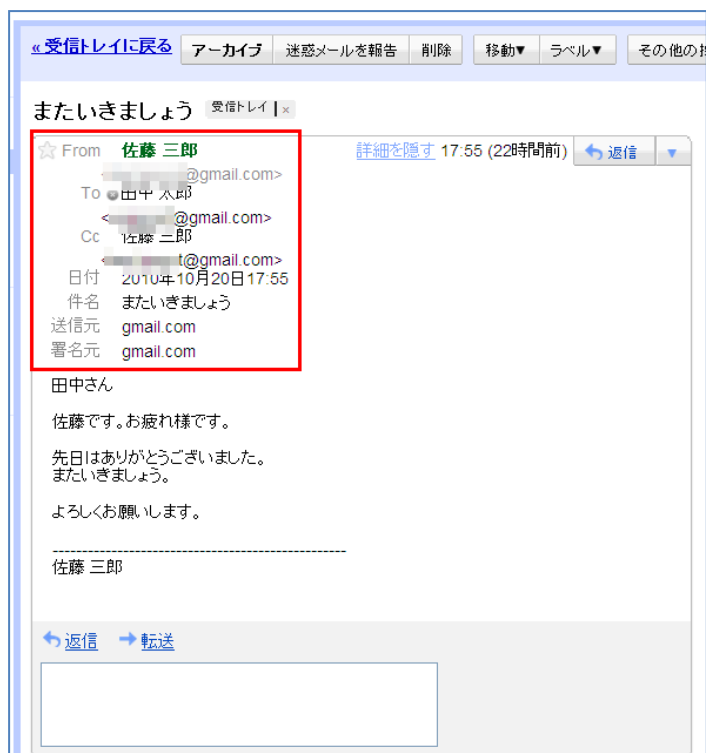 «受信トレイに戻る アーカイブ 迷惑メールを報告 削除 移動▼ ラベル▼ その他の
またいきましょう 受信トレイ | ×
From 佐藤 三郎 詳細を隠す 17:55 (22時間前) 返信 ▼
@gmail.com>
To 田中 太郎
< @gmail.com>
Cc 佐藤 三郎
< t@gmail.com>
日付 2010年10月20日17:55
件名 またいきましょう
送信元 gmail.com
署名元 gmail.com
田中さん
佐藤です。お疲れ様です。
先日はありがとうございました。
またいきましょう。
よろしくお願いします。
--------------------------------------------------
佐藤 三郎
返信 転送